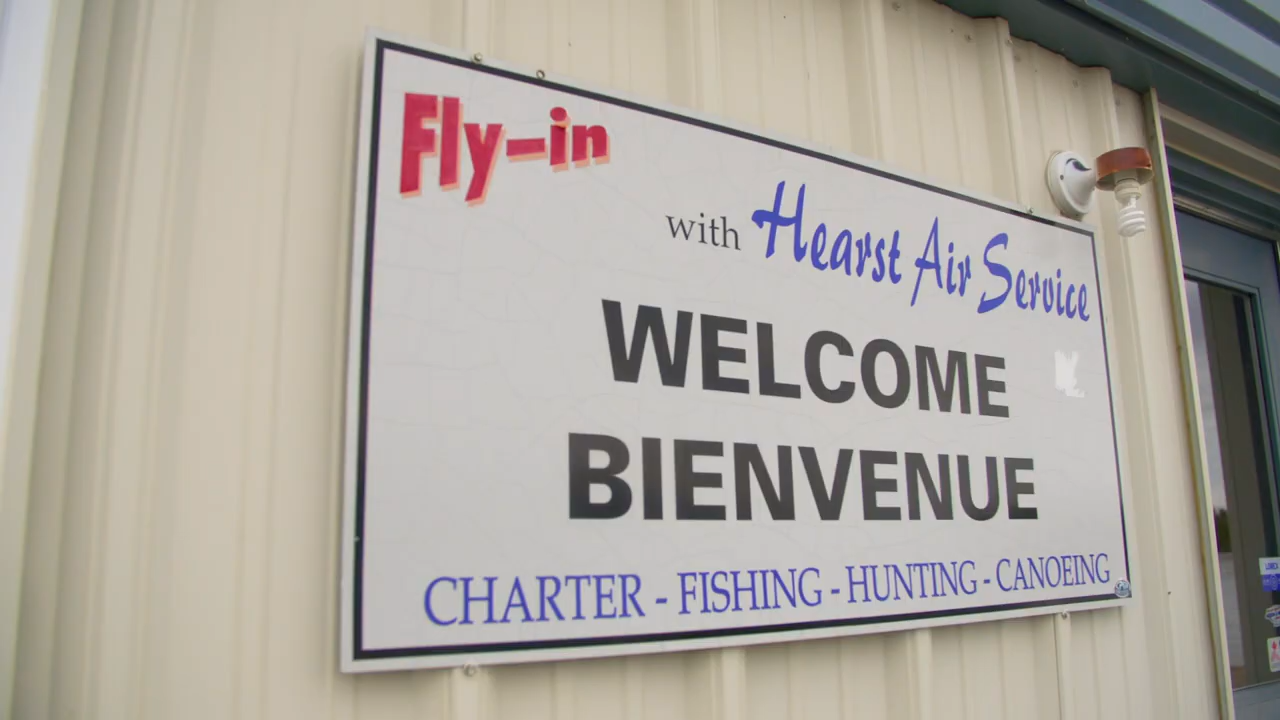 Fly-in
with Hearst Air Service
WELCOME
BIENVENUE
CHARTER - FISHING - HUNTING - CANOEING